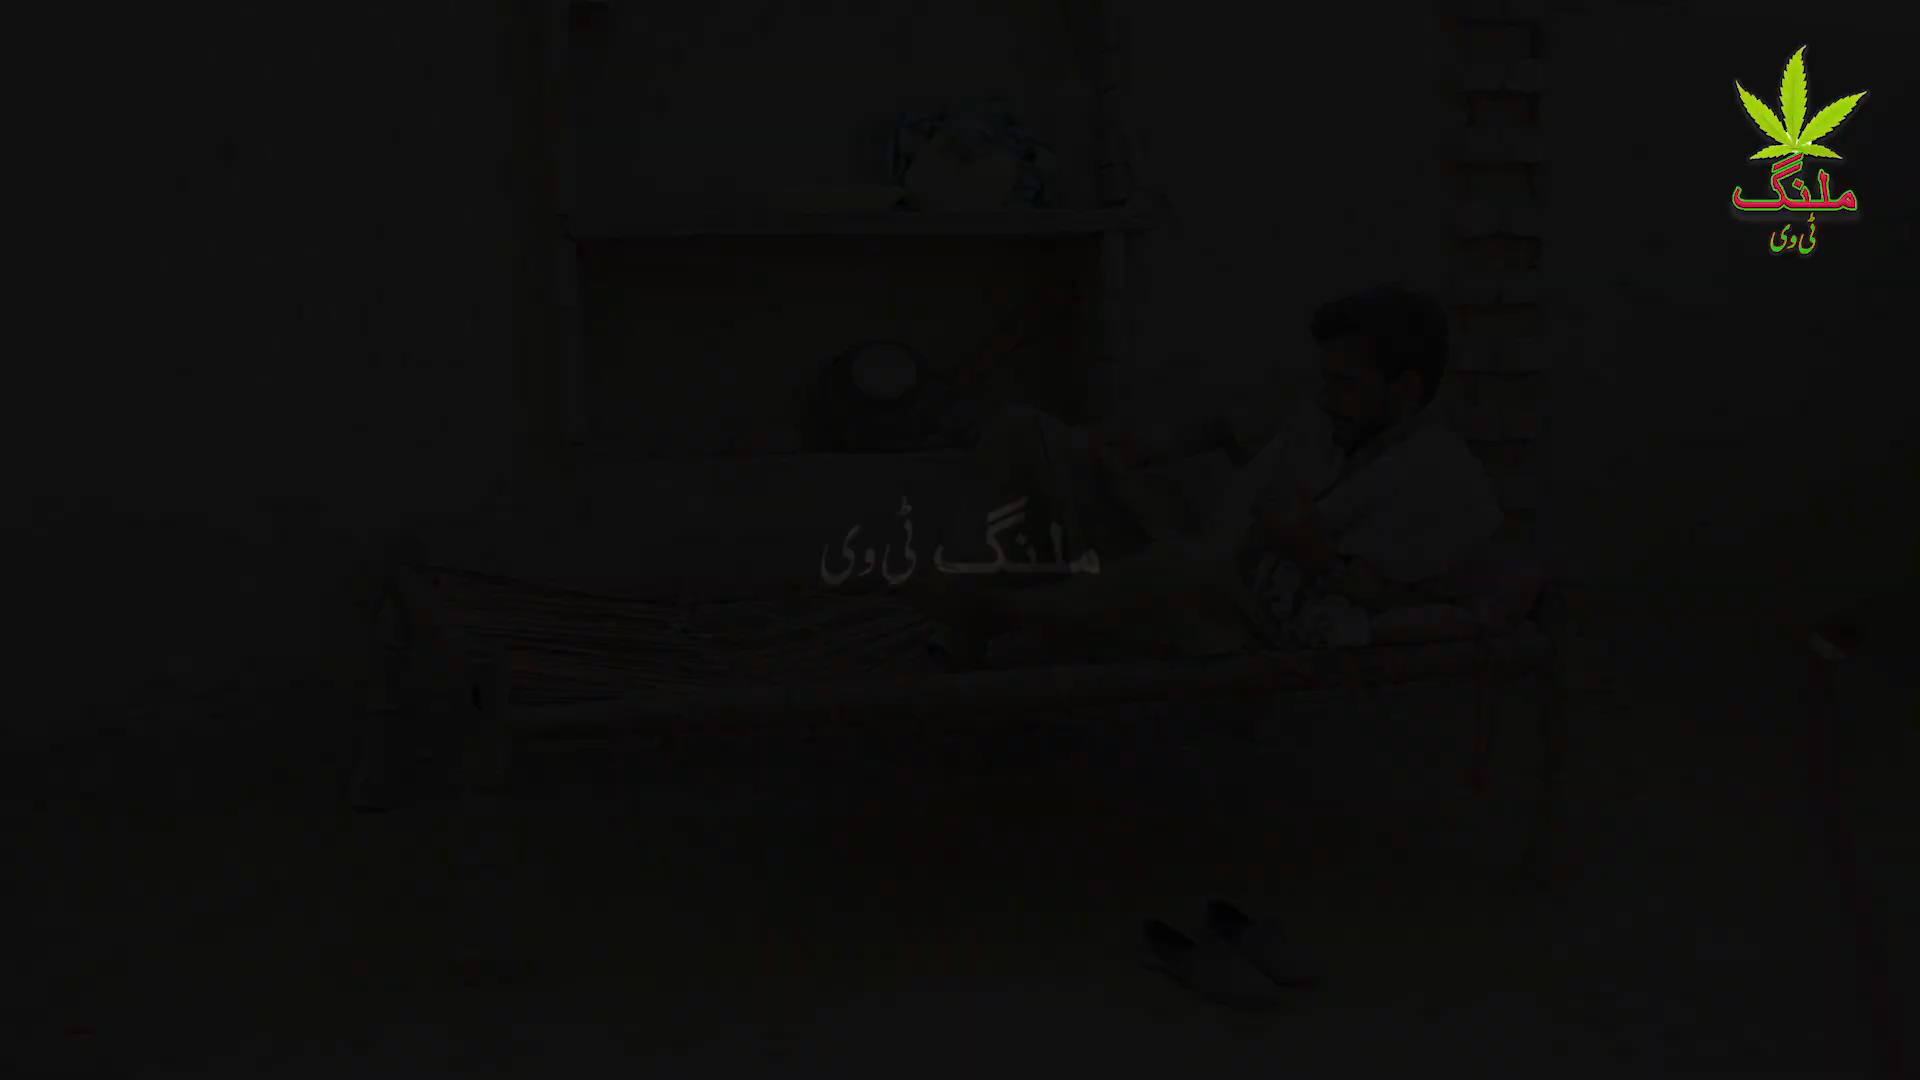 ملنگ
ٹی وی
ملنگ ٹی وی